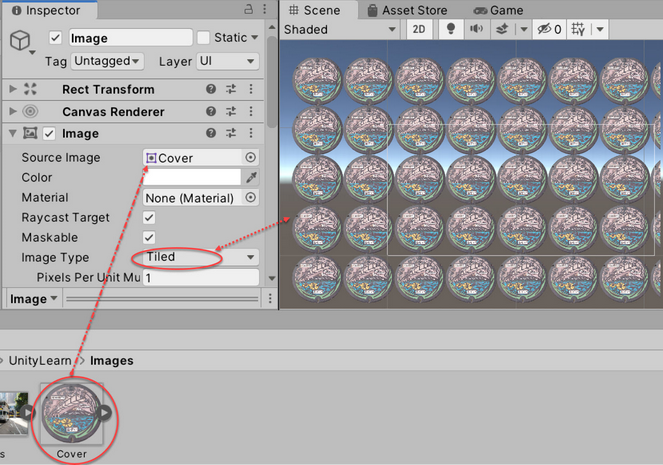 Inspector
Scene
Asset Store
Game
Image
Static
Shaded
2D
0
Tag
Untagged
Layer
UI
Rect Transform
Canvas Renderer
Image
Source Image
Cover
Color
Material
None (Material)
Raycast Target
Maskable
Image Type
Tiled
Pixels Per Unit Mu
1
Image
UnityLearn
Images
s
Cover